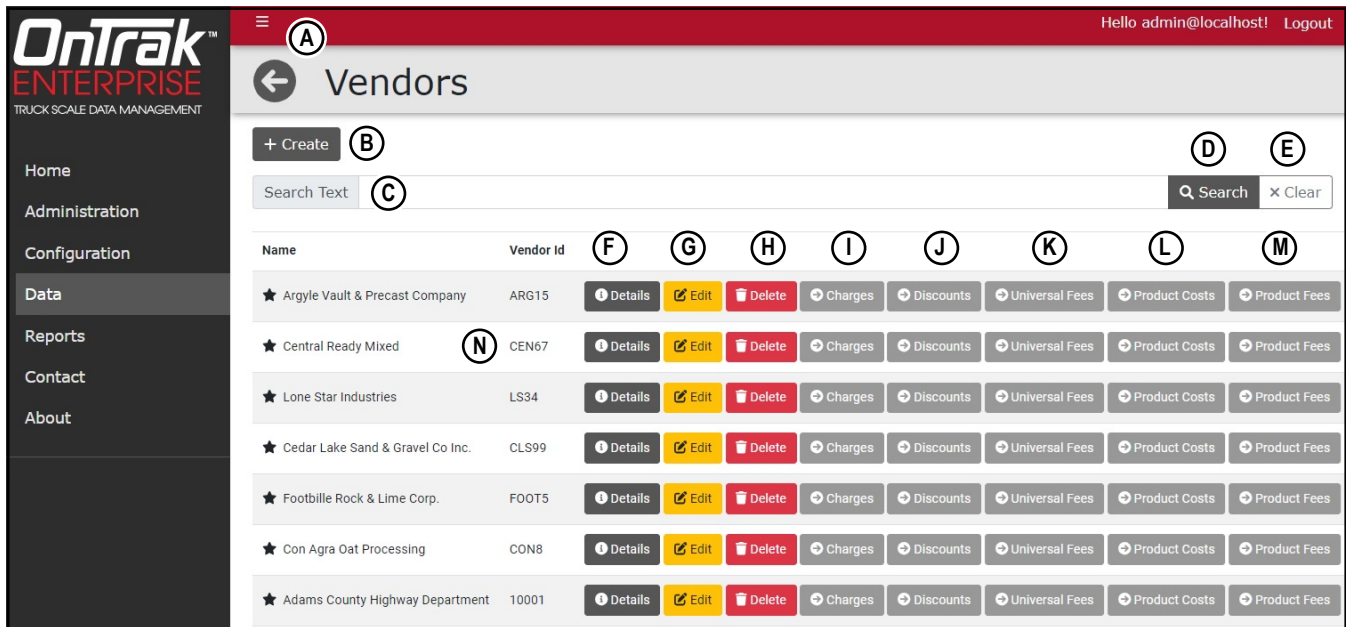 OnTrak™
ENTERPRISE
TRUCK SCALE DATA MANAGEMENT
Home
Administration
Configuration
Data
Reports
Contact
About
Hello admin@localhost! Logout
A
Vendors
+ Create B
D E
Search Text C Search × Clear
Name Vendor Id F G H I J K L M
Argyle Vault & Precast Company ARG15 Details Edit Delete Charges Discounts Universal Fees Product Costs Product Fees
Central Ready Mixed N CEN67 Details Edit Delete Charges Discounts Universal Fees Product Costs Product Fees
Lone Star Industries LS34 Details Edit Delete Charges Discounts Universal Fees Product Costs Product Fees
Cedar Lake Sand & Gravel Co Inc. CLS99 Details Edit Delete Charges Discounts Universal Fees Product Costs Product Fees
Footbille Rock & Lime Corp. FOOT5 Details Edit Delete Charges Discounts Universal Fees Product Costs Product Fees
Con Agra Oat Processing CON8 Details Edit Delete Charges Discounts Universal Fees Product Costs Product Fees
Adams County Highway Department 10001 Details Edit Delete Charges Discounts Universal Fees Product Costs Product Fees